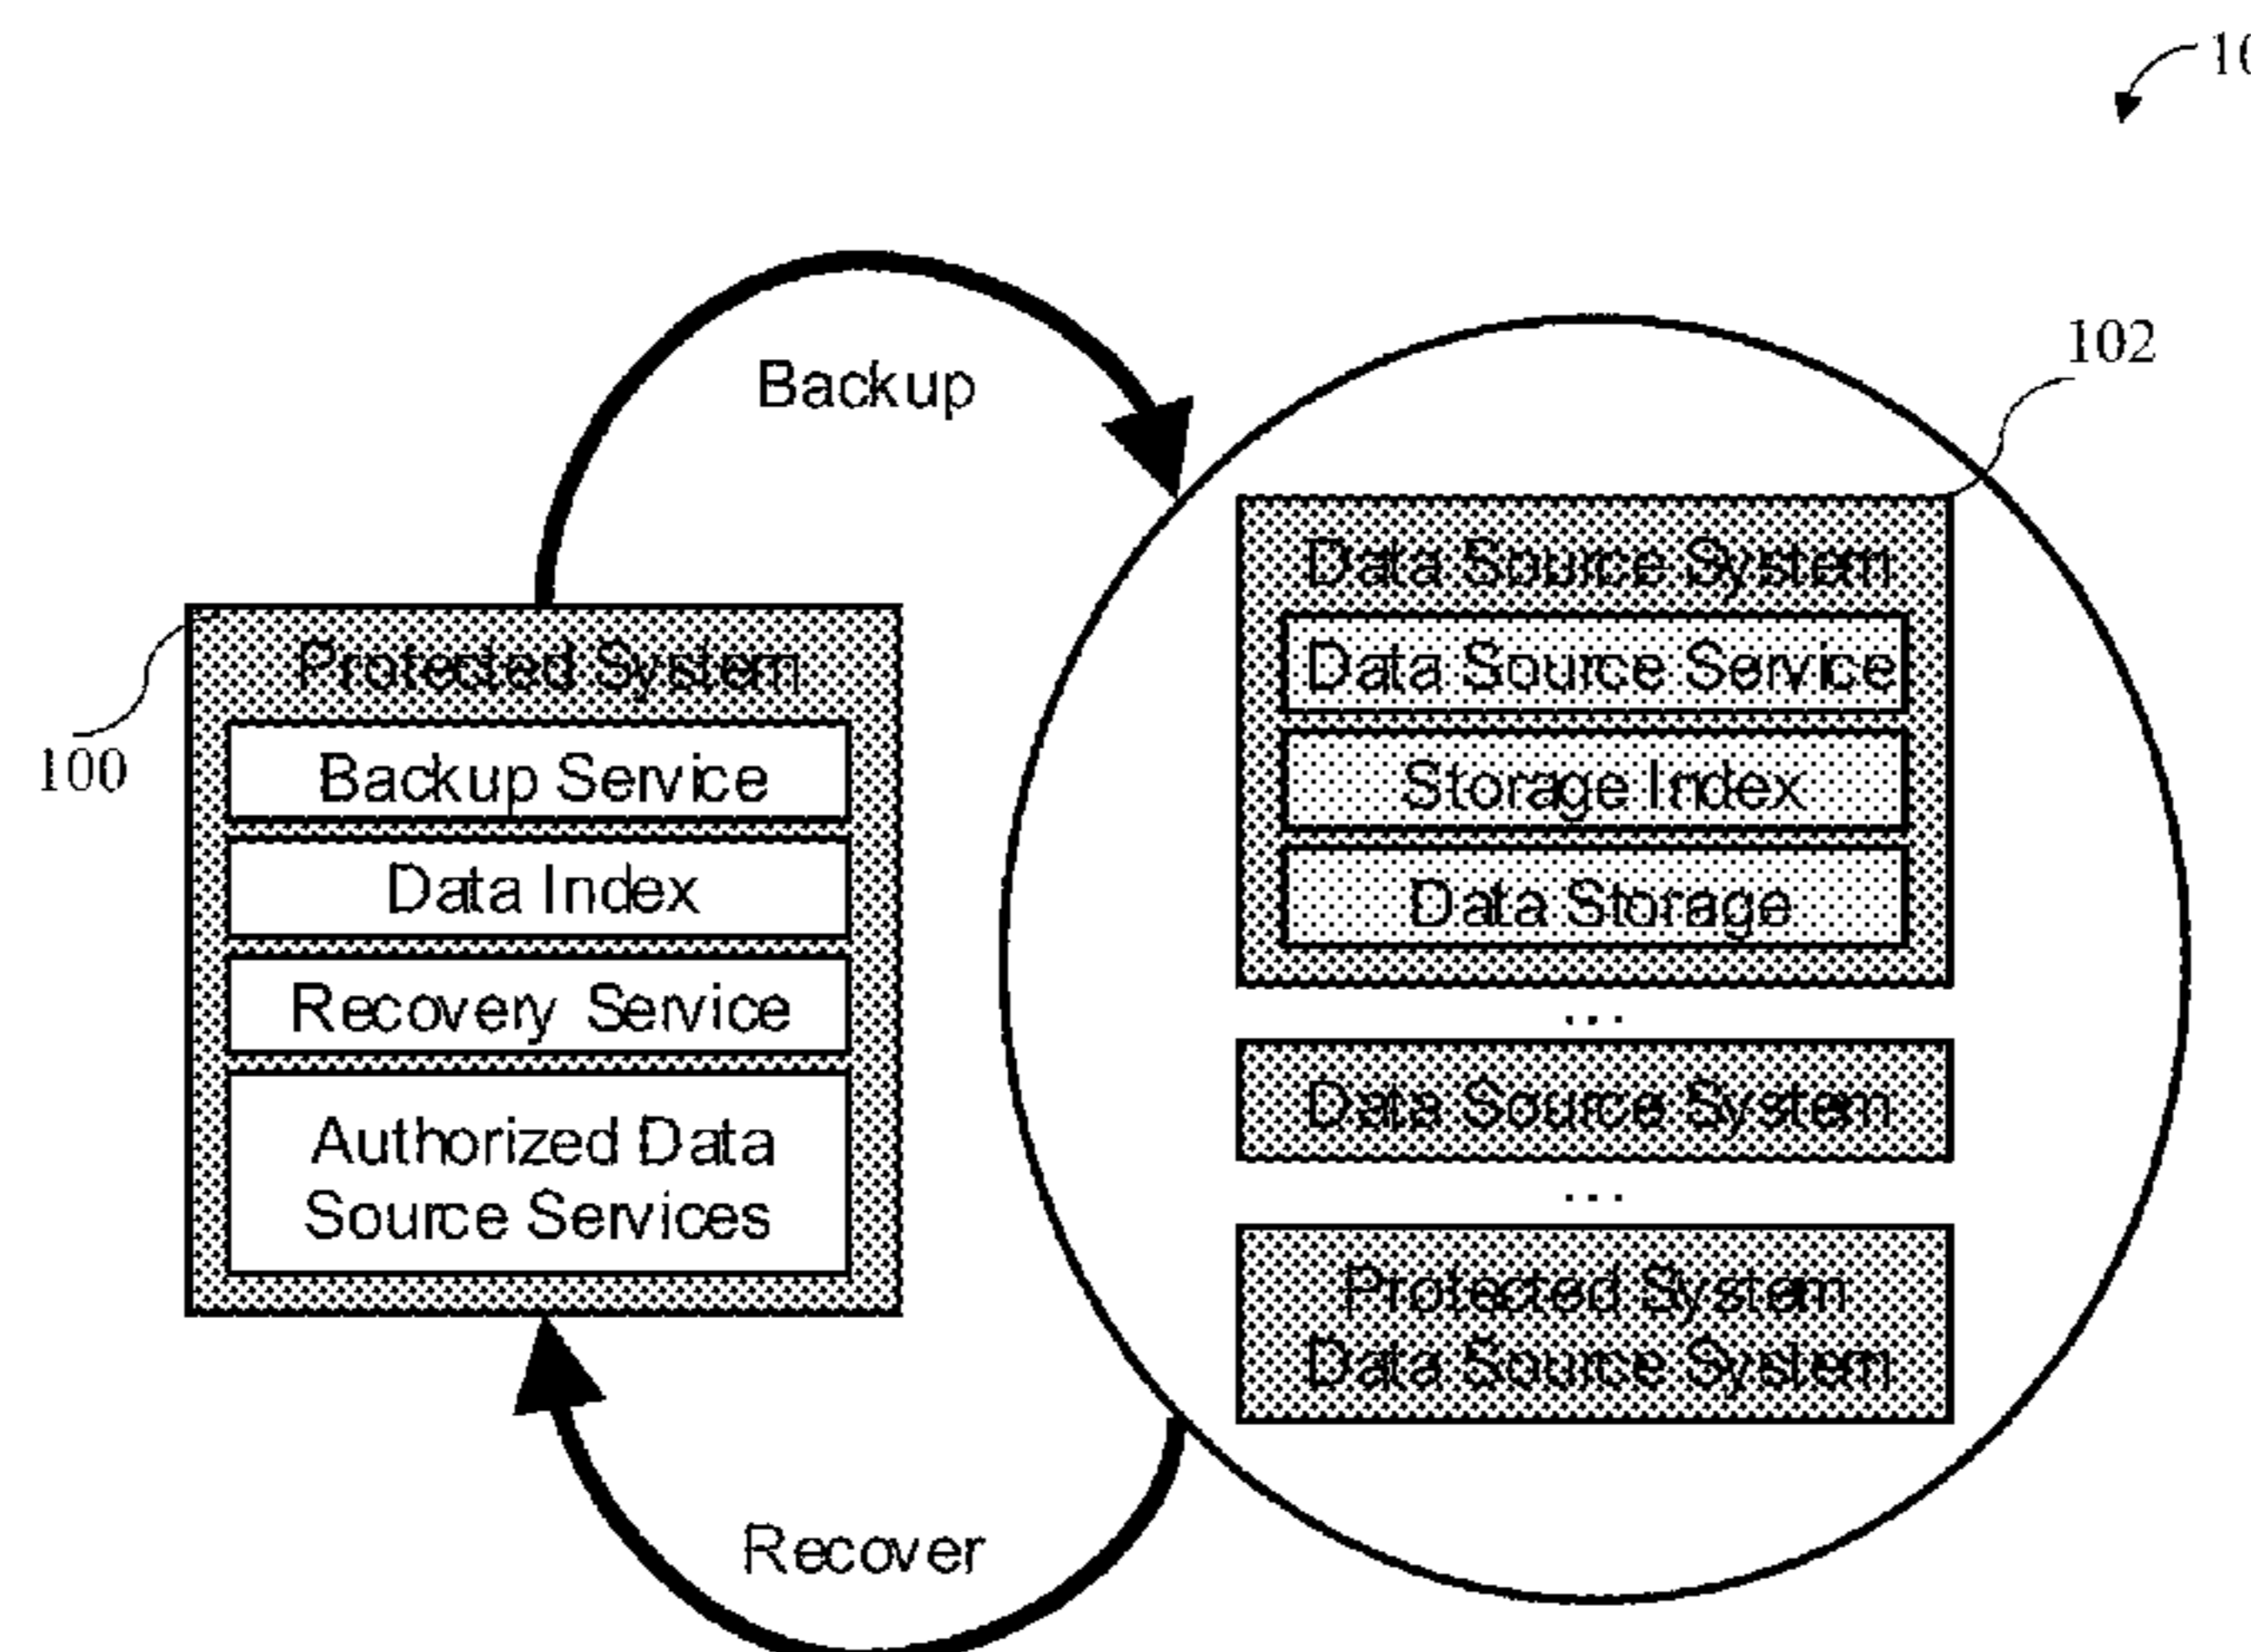 Backup
102
Protected System
100
Backup Service
Data Index
Recovery Service
Authorized Data
Source Services
Data Source System
Data Source Service
Storage Index
Data Storage
...
Data Source System
...
Protected System
Data Source System
Recover